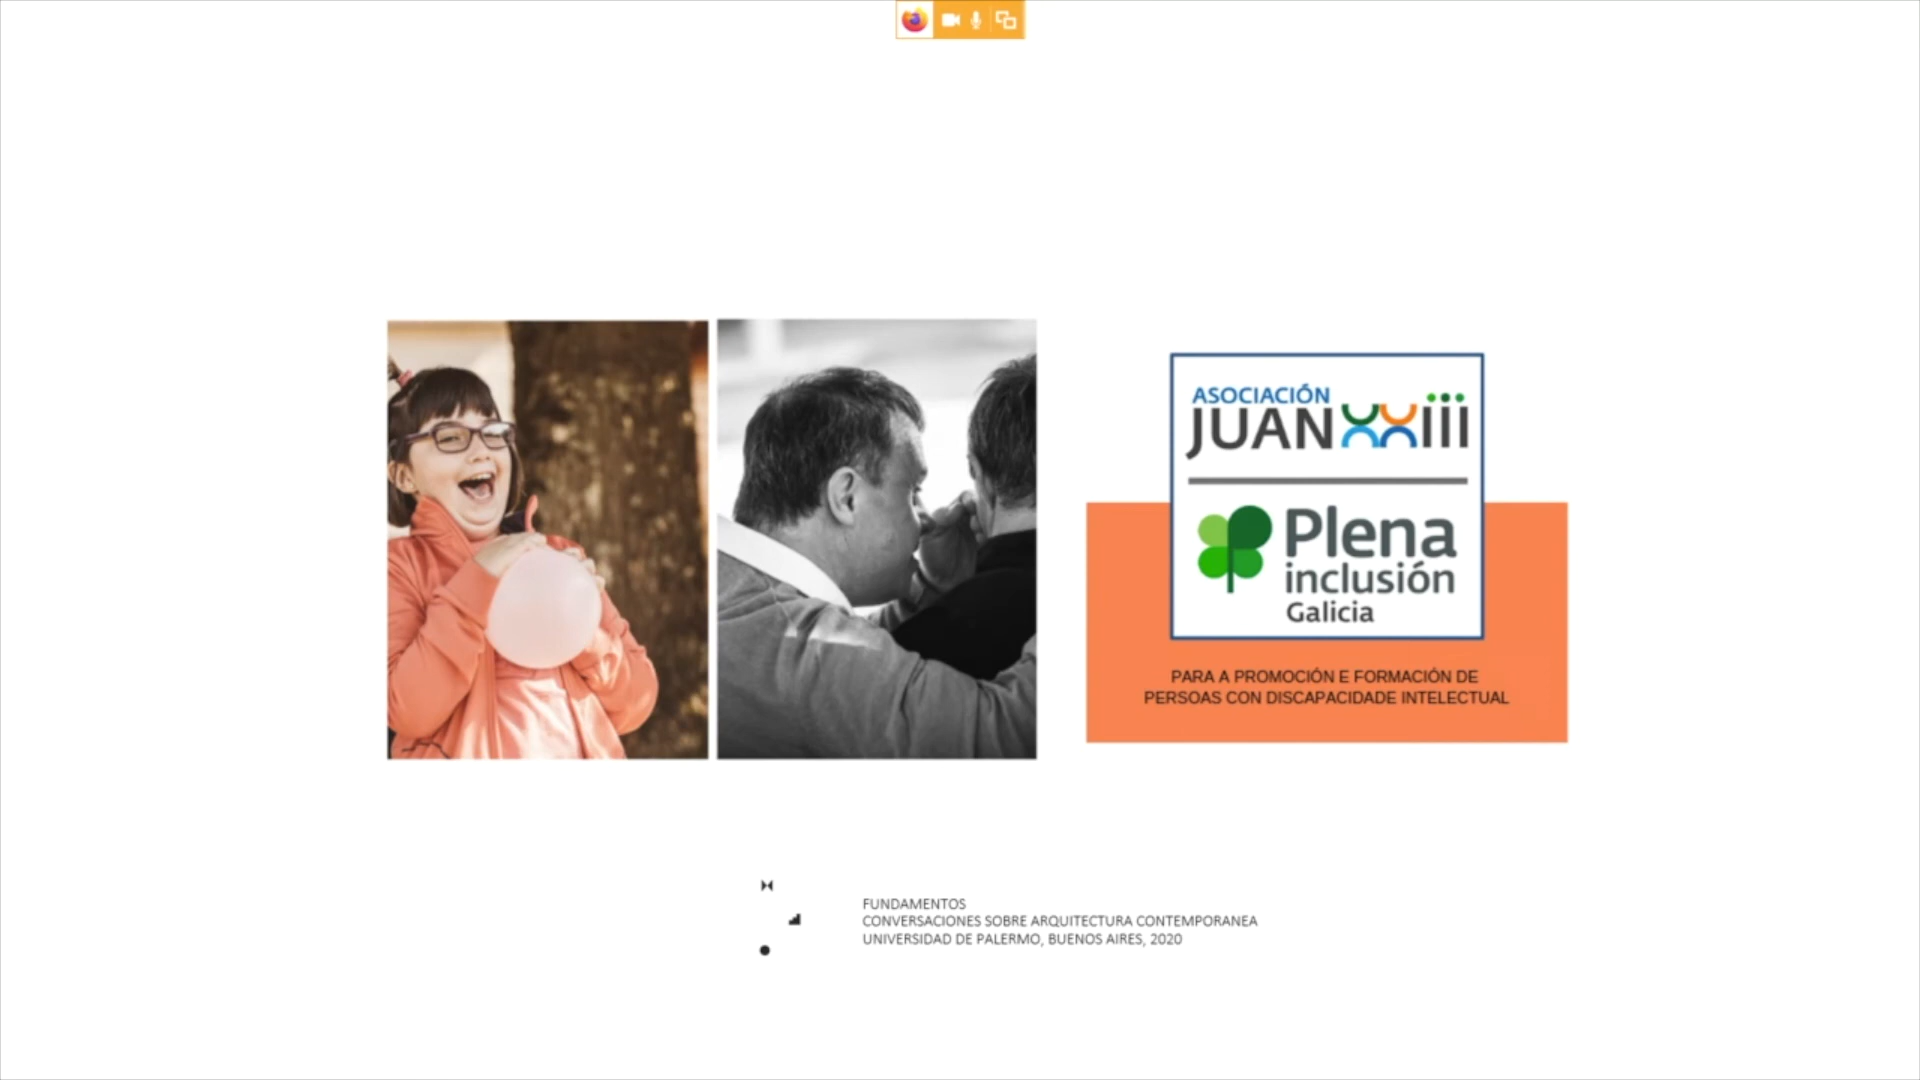 ASOCIACIÓN
JUAN XXiii
Plena
inclusión
Galicia
PARA A PROMOCIÓN E FORMACIÓN DE
PERSOAS CON DISCAPACIDADE INTELECTUAL
FUNDAMENTOS
CONVERSACIONES SOBRE ARQUITECTURA CONTEMPORANEA
UNIVERSIDAD DE PALERMO, BUENOS AIRES, 2020